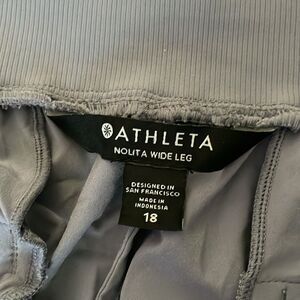 ATHLETA
NOLITA WIDE LEG
DESIGNED IN
SAN FRANCISCO
MADE IN
INDONESIA
18